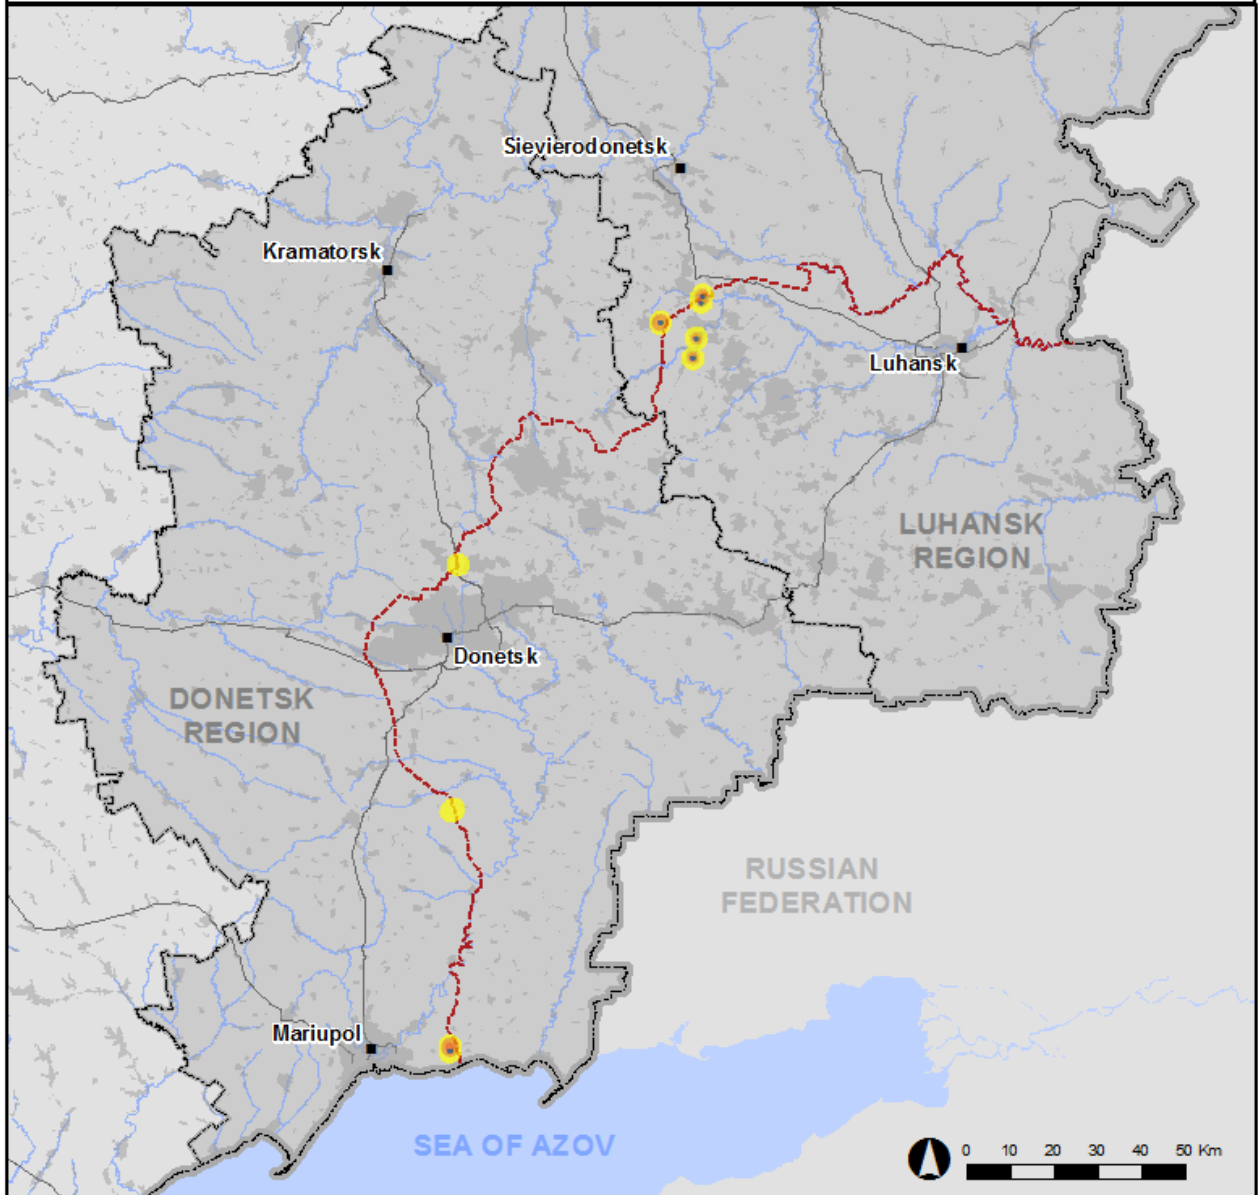 Sievierodonetsk
Kramatorsk
Luhansk
LUHANSK
REGION
Donetsk
DONETSK
REGION
RUSSIAN
FEDERATION
Mariupol
SEA OF AZOV
0 10 20 30 40 50 Km